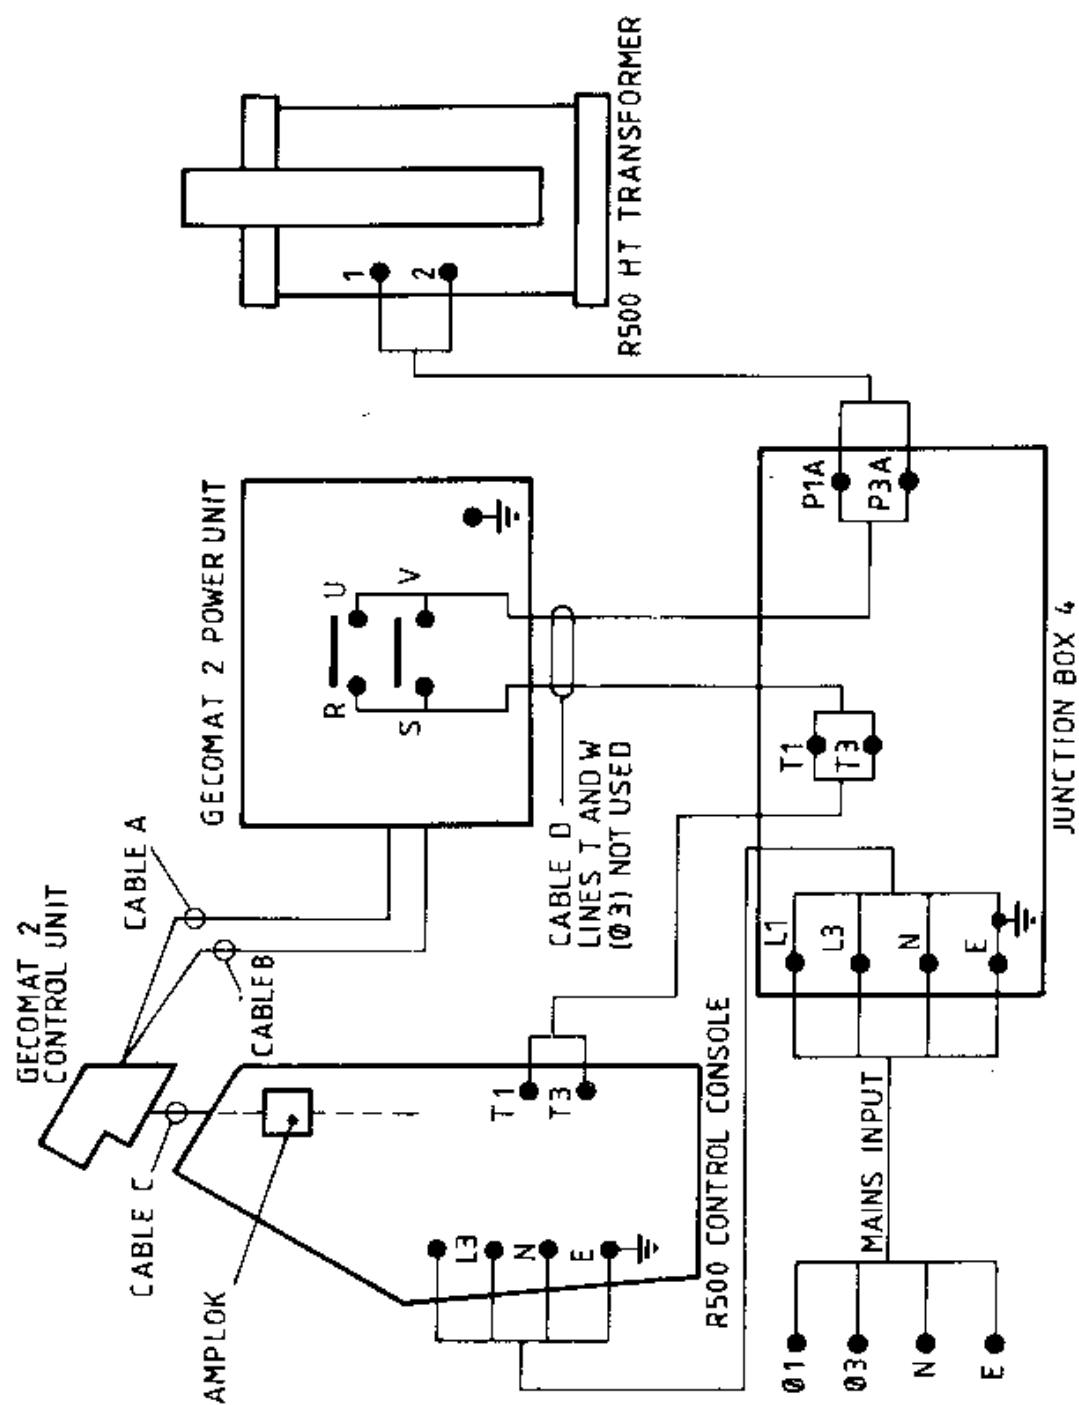 GECOMAT 2
CONTROL UNIT
CABLE A
CABLE B
CABLE C
AMPLOK
GECOMAT 2 POWER UNIT
R
U
S
V
CABLE D
LINES T AND W
(Ø3) NOT USED
R500 HT TRANSFORMER
1
2
T1
T3
L3
N
E
R500 CONTROL CONSOLE
L1
L3
N
E
T1
T3
P1A
P3A
JUNCTION BOX 4
MAINS INPUT
Ø1
Ø3
N
E